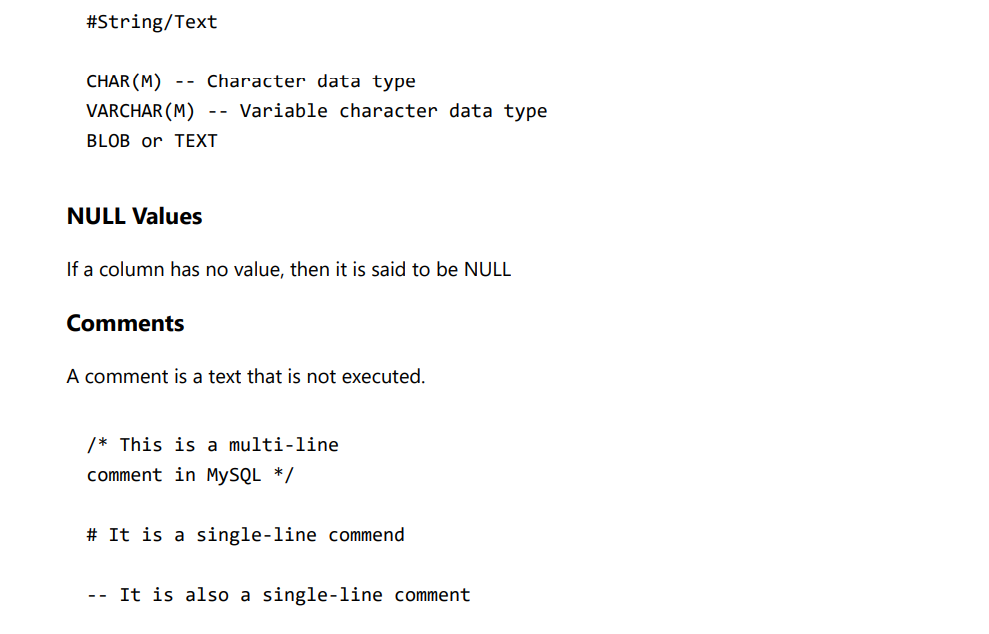 #String/Text
CHAR(M) -- Character data type
VARCHAR(M) -- Variable character data type
BLOB or TEXT
NULL Values
If a column has no value, then it is said to be NULL
Comments
A comment is a text that is not executed.
/* This is a multi-line
comment in MySQL */
# It is a single-line commend
-- It is also a single-line comment